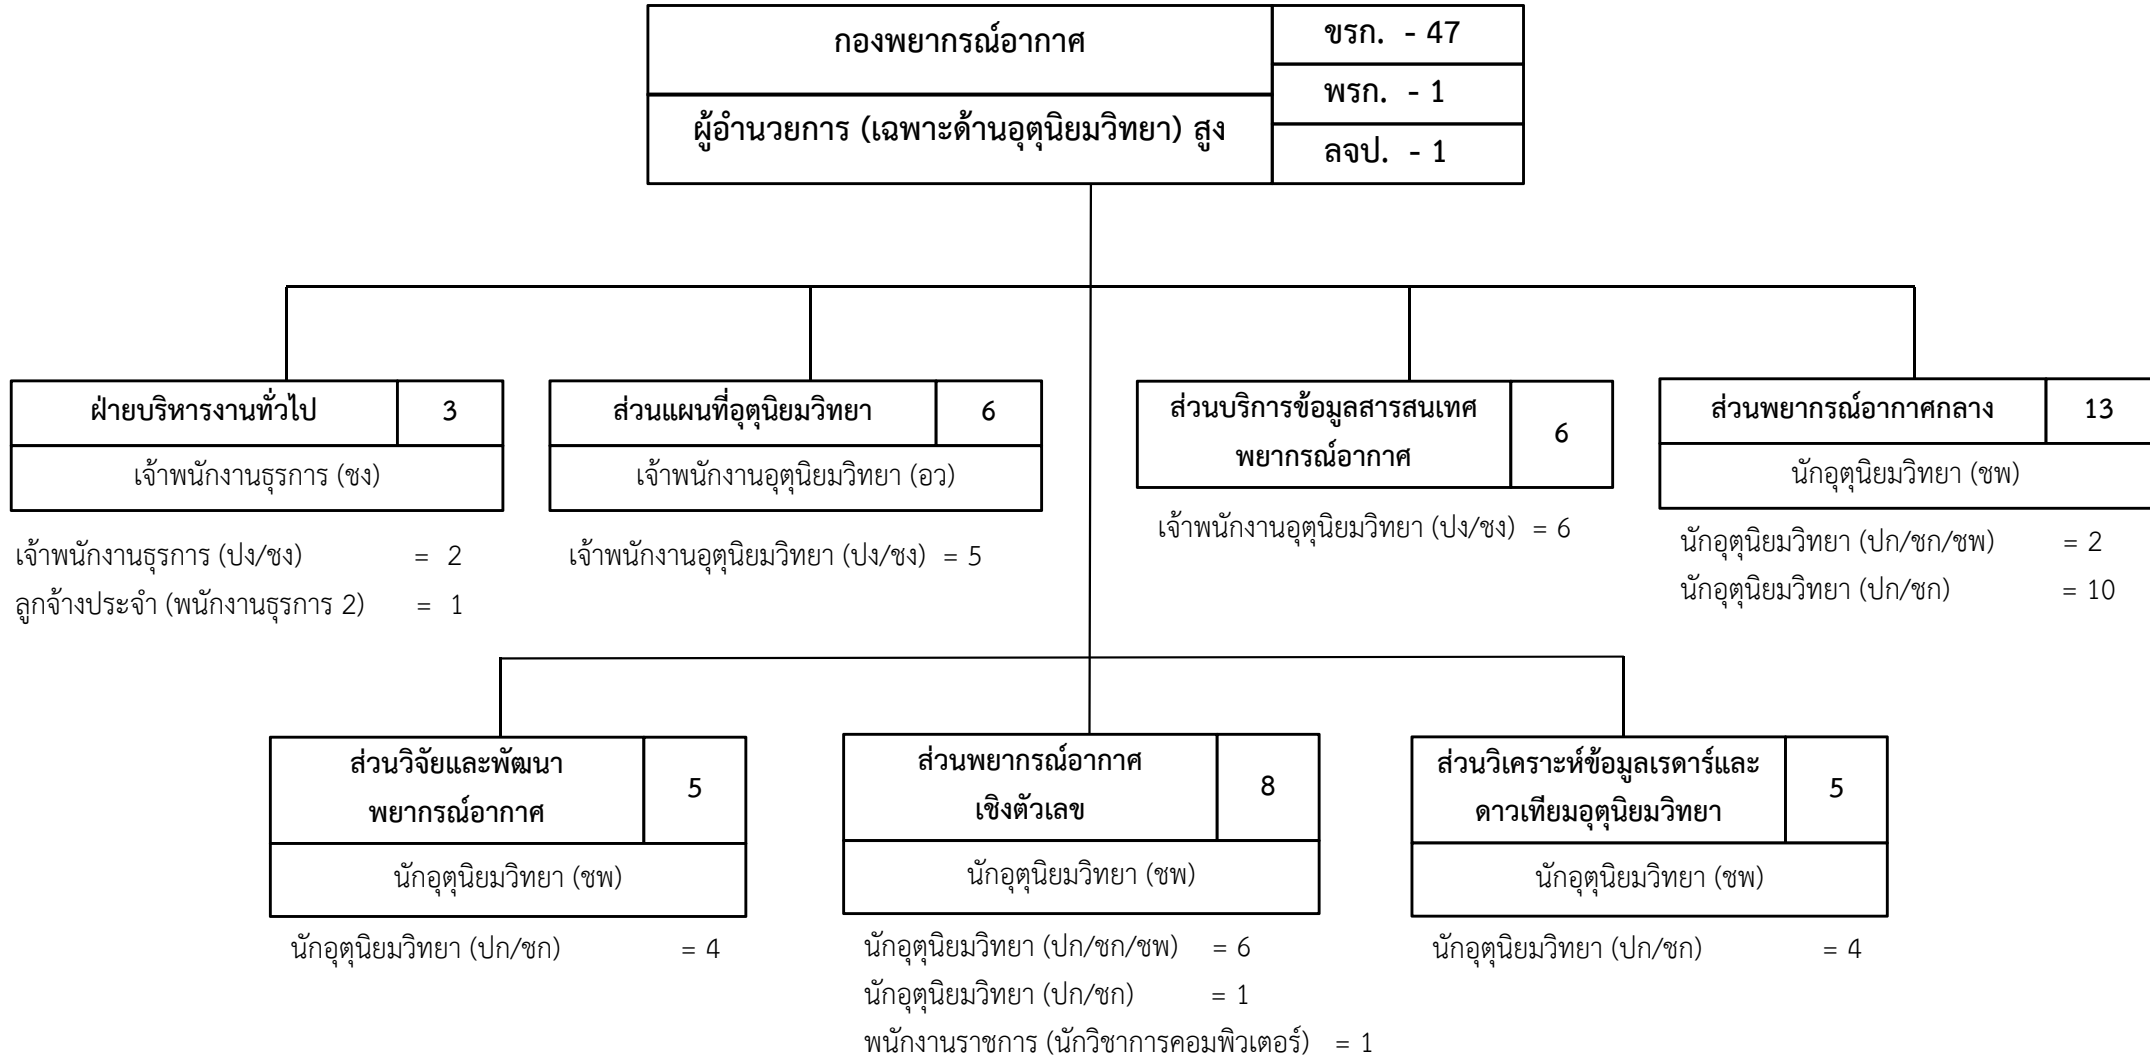 กองพยากรณ์อากาศ
ขรก. - 47
ผู้อำนวยการ (เฉพาะด้านอุตุนิยมวิทยา) สูง
พรก. - 1
ลจป. - 1
ฝ่ายบริหารงานทั่วไป 3
เจ้าพนักงานธุรการ (ชง)
เจ้าพนักงานธุรการ (ปง/ชง) = 2
ลูกจ้างประจำ (พนักงานธุรการ 2) = 1
ส่วนแผนที่อุตุนิยมวิทยา 6
เจ้าพนักงานอุตุนิยมวิทยา (อว)
เจ้าพนักงานอุตุนิยมวิทยา (ปง/ชง) = 5
ส่วนบริการข้อมูลสารสนเทศ
พยากรณ์อากาศ
6
เจ้าพนักงานอุตุนิยมวิทยา (ปง/ชง) = 6
ส่วนพยากรณ์อากาศกลาง 13
นักอุตุนิยมวิทยา (ชพ)
นักอุตุนิยมวิทยา (ปก/ชก/ชพ) = 2
นักอุตุนิยมวิทยา (ปก/ชก) = 10
ส่วนวิจัยและพัฒนา
พยากรณ์อากาศ
5
นักอุตุนิยมวิทยา (ชพ)
นักอุตุนิยมวิทยา (ปก/ชก) = 4
ส่วนพยากรณ์อากาศ
เชิงตัวเลข
8
นักอุตุนิยมวิทยา (ชพ)
นักอุตุนิยมวิทยา (ปก/ชก/ชพ) = 6
นักอุตุนิยมวิทยา (ปก/ชก) = 1
พนักงานราชการ (นักวิชาการคอมพิวเตอร์) = 1
ส่วนวิเคราะห์ข้อมูลเรดาร์และ
ดาวเทียมอุตุนิยมวิทยา
5
นักอุตุนิยมวิทยา (ชพ)
นักอุตุนิยมวิทยา (ปก/ชก) = 4